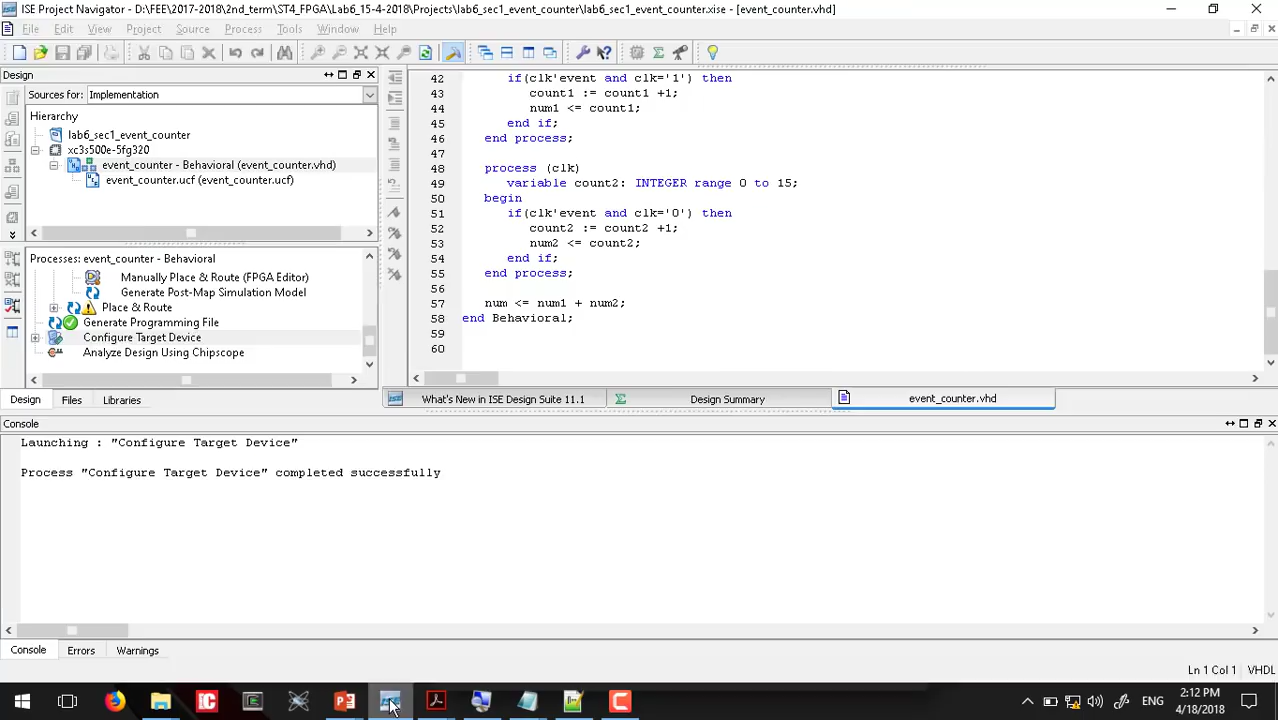 ISE Project Navigator - D:\FEE\2017-2018\2nd_term\ST4_FPGA\Lab6_15-4-2018\Projects\lab6_sec1_event_counter\lab6_sec1_event_counter.xise - [event_counter.vhd]
File Edit View Project Source Process Tools Window Layout Help
Design
Sources for: Implementation
Hierarchy
lab6_sec1_event_counter
xc3s500e-5fg320
event_counter - Behavioral (event_counter.vhd)
event_counter.ucf (event_counter.ucf)
Processes: event_counter - Behavioral
Manually Place & Route (FPGA Editor)
Generate Post-Map Simulation Model
Place & Route
Generate Programming File
Configure Target Device
Analyze Design Using Chipscope
Design Files Libraries
42 if(clk'event and clk='1') then
43 count1 := count1 +1;
44 num1 <= count1;
45 end if;
46 end process;
47
48 process (clk)
49 variable count2: INTEGER range 0 to 15;
50 begin
51 if(clk'event and clk='0') then
52 count2 := count2 +1;
53 num2 <= count2;
54 end if;
55 end process;
56
57 num <= num1 + num2;
58 end Behavioral;
59
60
What's New in ISE Design Suite 11.1 Design Summary event_counter.vhd
Console
Launching : "Configure Target Device"
Process "Configure Target Device" completed successfully
Console Errors Warnings
Ln 1 Col 1 VHDL
ENG
2:12 PM
4/18/2018